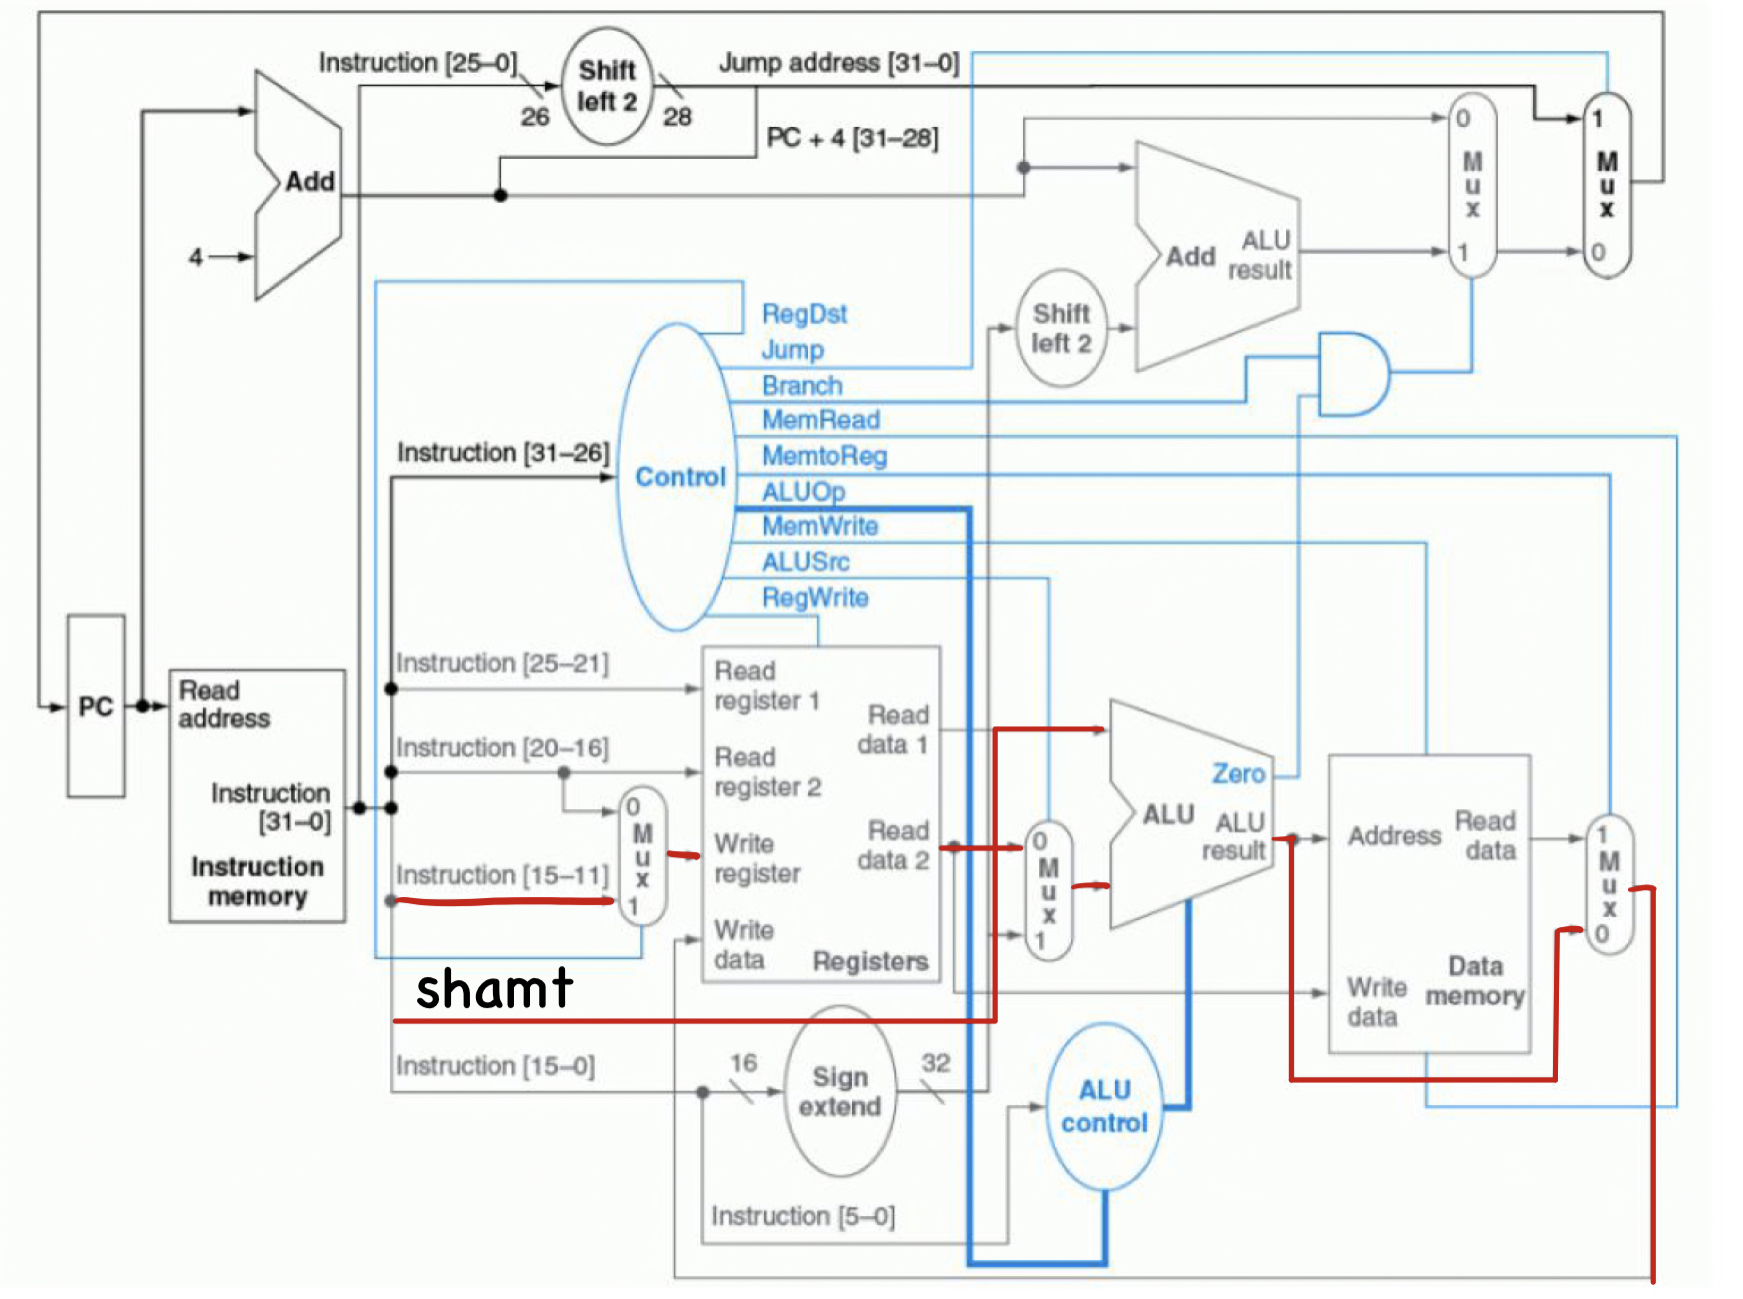 Instruction [25–0]
Shift
left 2
Jump address [31–0]
26
28
PC + 4 [31–28]
Add
4
0
M
u
x
1
1
M
u
x
0
Add
ALU
result
Shift
left 2
RegDst
Jump
Branch
MemRead
MemtoReg
ALUOp
MemWrite
ALUSrc
RegWrite
Instruction [31–26]
Control
PC
Read
address
Instruction
[31–0]
Instruction
memory
Instruction [25–21]
Instruction [20–16]
Instruction [15–11]
0
M
u
x
1
Read
register 1
Read
register 2
Write
register
Write
data
Read
data 1
Read
data 2
Registers
0
M
u
x
1
Zero
ALU
ALU
result
Address
Read
data
Write
data
Data
memory
1
M
u
x
0
shamt
Instruction [15–0]
16
Sign
extend
32
ALU
control
Instruction [5–0]